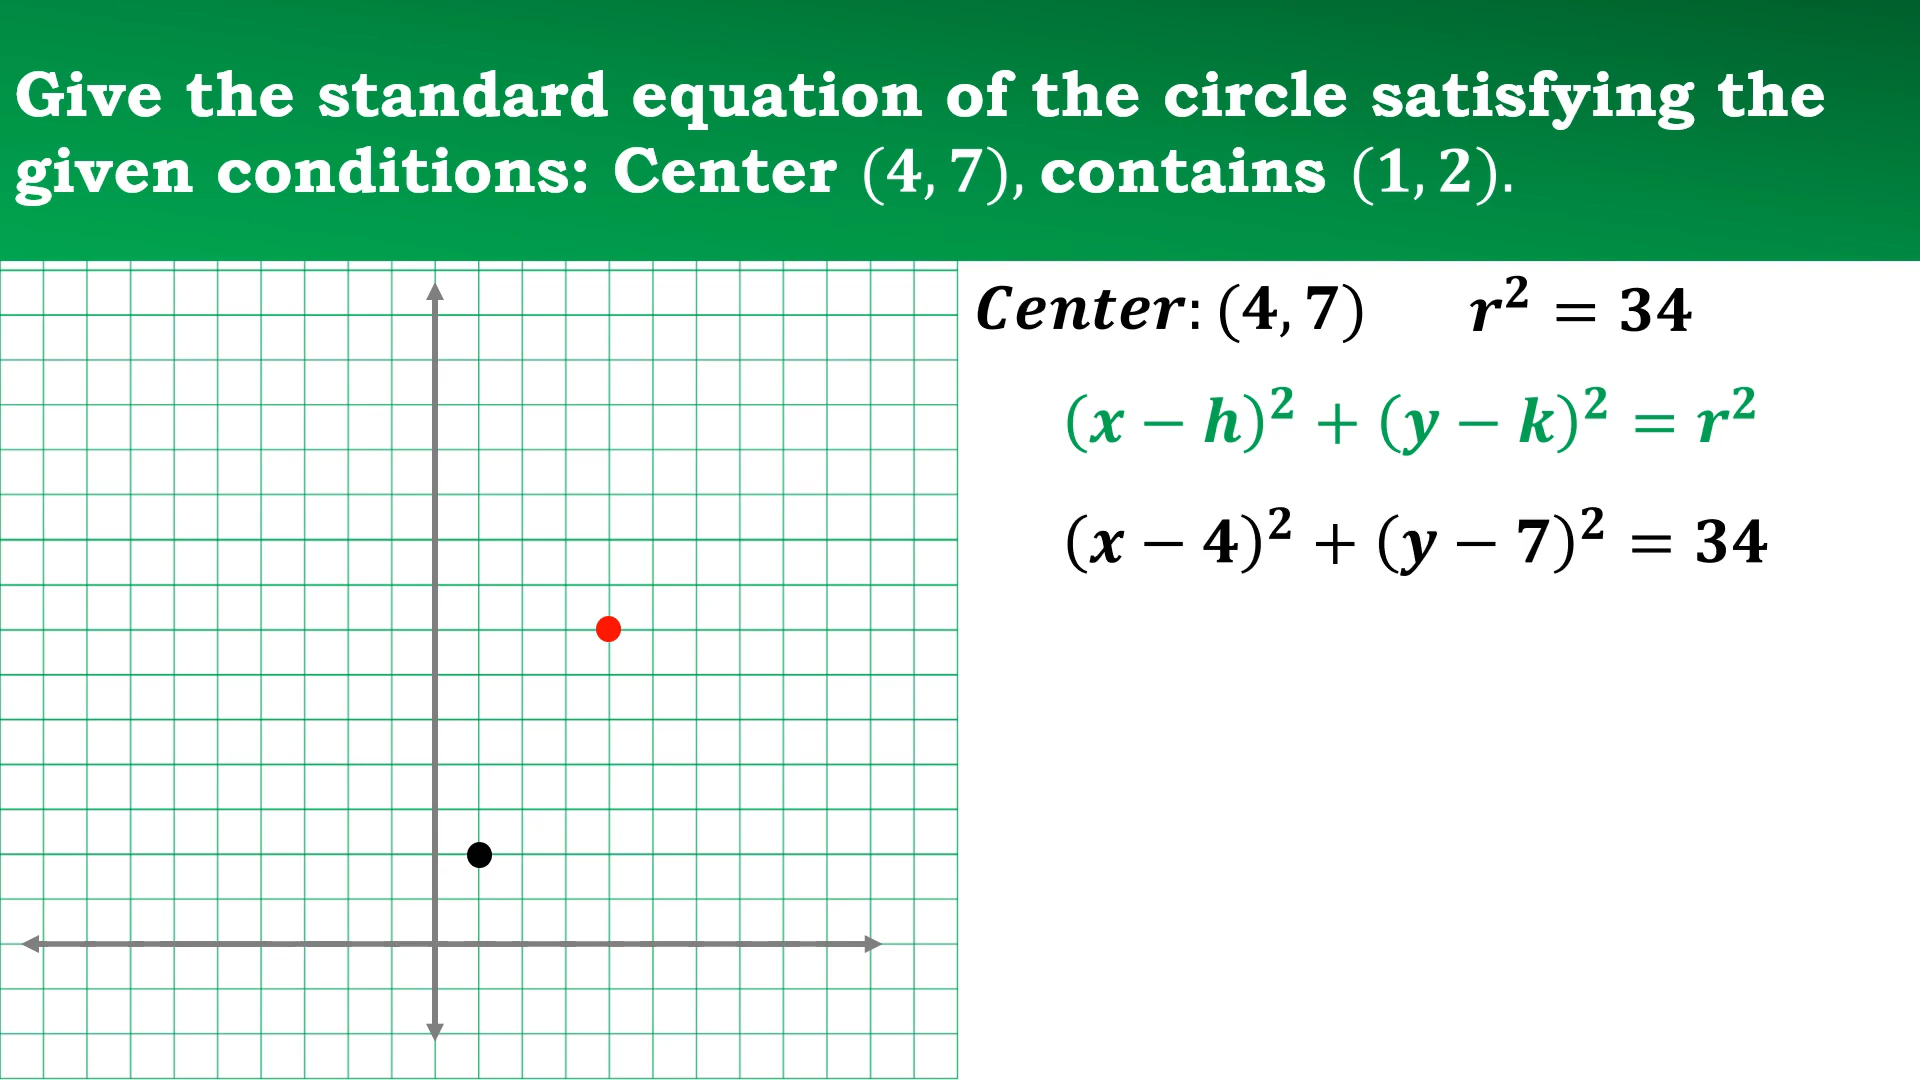 Give the standard equation of the circle satisfying the
given conditions: Center (4, 7), contains (1, 2).
Center: (4, 7) r² = 34
(x − h)² + (y − k)² = r²
(x − 4)² + (y − 7)² = 34